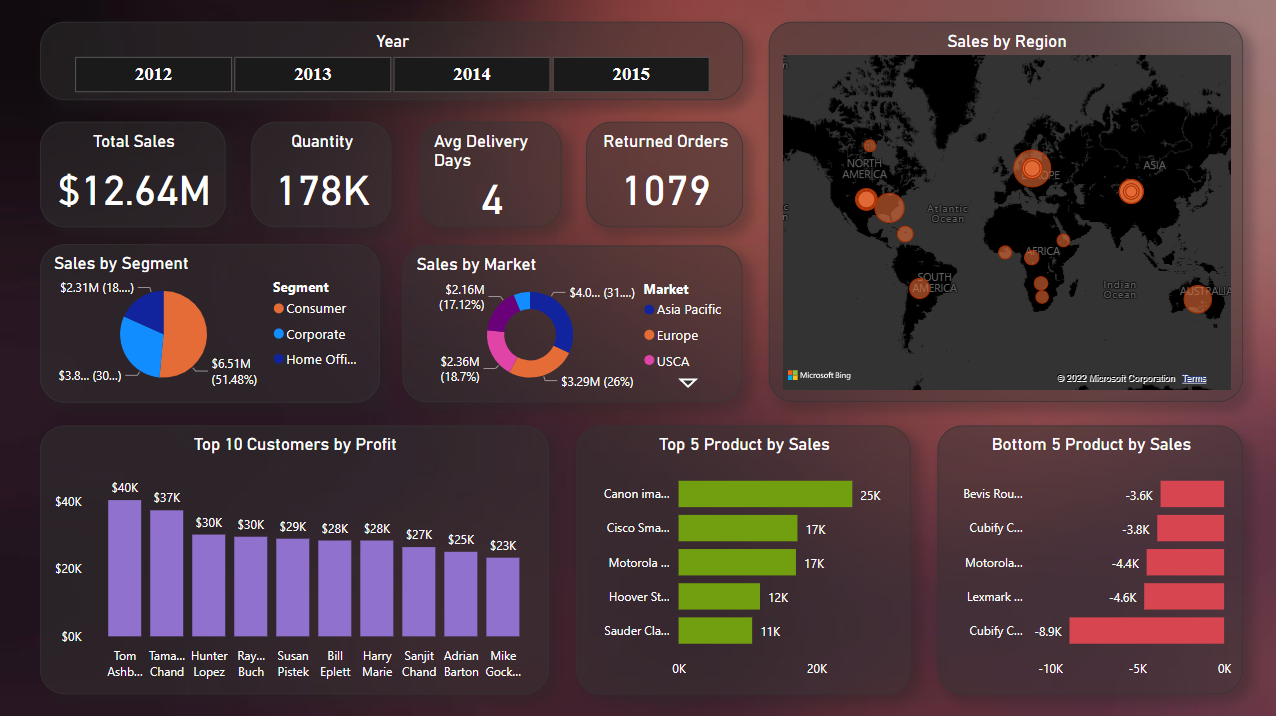 Year
2012 2013 2014 2015
Total Sales
$12.64M
Quantity
178K
Avg Delivery
Days
4
Returned Orders
1079
Sales by Region
NORTH
AMERICA
Atlantic
Ocean
ASIA
AFRICA
SOUTH
AMERICA
Indian
Ocean
Microsoft Bing
© 2022 Microsoft Corporation Terms
Sales by Segment
$2.31M (18....)
$3.8... (30...)
$6.51M
(51.48%)
Segment
Consumer
Corporate
Home Offi...
Sales by Market
$2.16M
(17.12%)
$4.0... (31....)
$2.36M
(18.7%)
$3.29M (26%)
Market
Asia Pacific
Europe
USCA
Top 10 Customers by Profit
$40K
$20K
$0K
$40K $37K $30K $30K $29K $28K $28K $27K $25K $23K
Tom Tama... Hunter Ray... Susan Bill Harry Sanjit Adrian Mike
Ashb... Chand Lopez Buch Pistek Eplett Marie Chand Barton Gock...
Top 5 Product by Sales
Canon ima... 25K
Cisco Sma... 17K
Motorola ... 17K
Hoover St... 12K
Sauder Cla... 11K
0K 20K
Bottom 5 Product by Sales
Bevis Rou... -3.6K
Cubify C... -3.8K
Motorola... -4.4K
Lexmark ... -4.6K
Cubify C... -8.9K
-10K -5K 0K